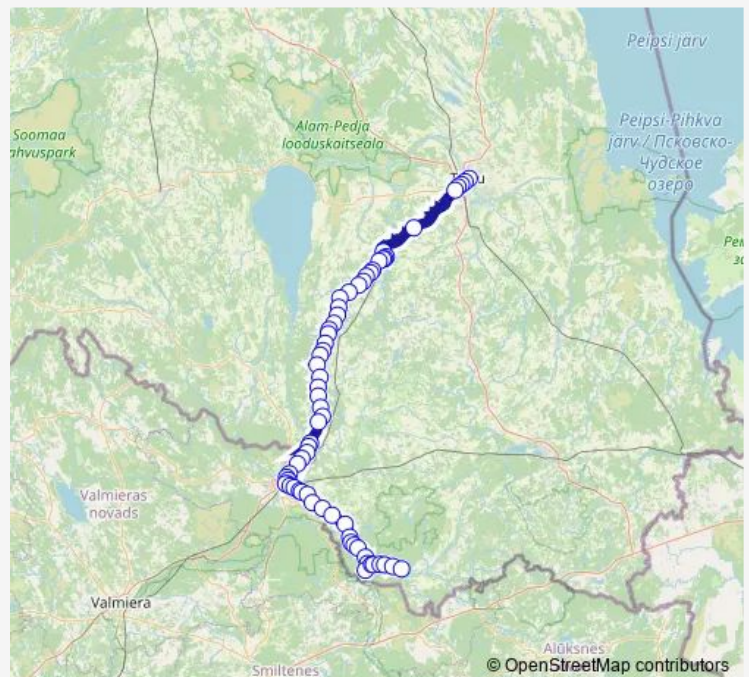 Peipsi järv
Peipsi-Pihkva
järv / Псковско-
Чудское
озеро
Alam-Pedja
looduskaitseala
Soomaa
ahvuspark
Valmieras
novads
Valmiera
Smiltenes
Alūksnes
© OpenStreetMap contributors